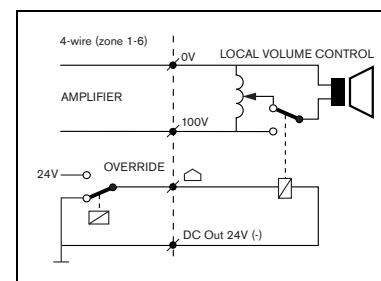 4-wire (zone 1-6)
0V
LOCAL VOLUME CONTROL
AMPLIFIER
100V
OVERRIDE
24V
DC Out 24V (-)